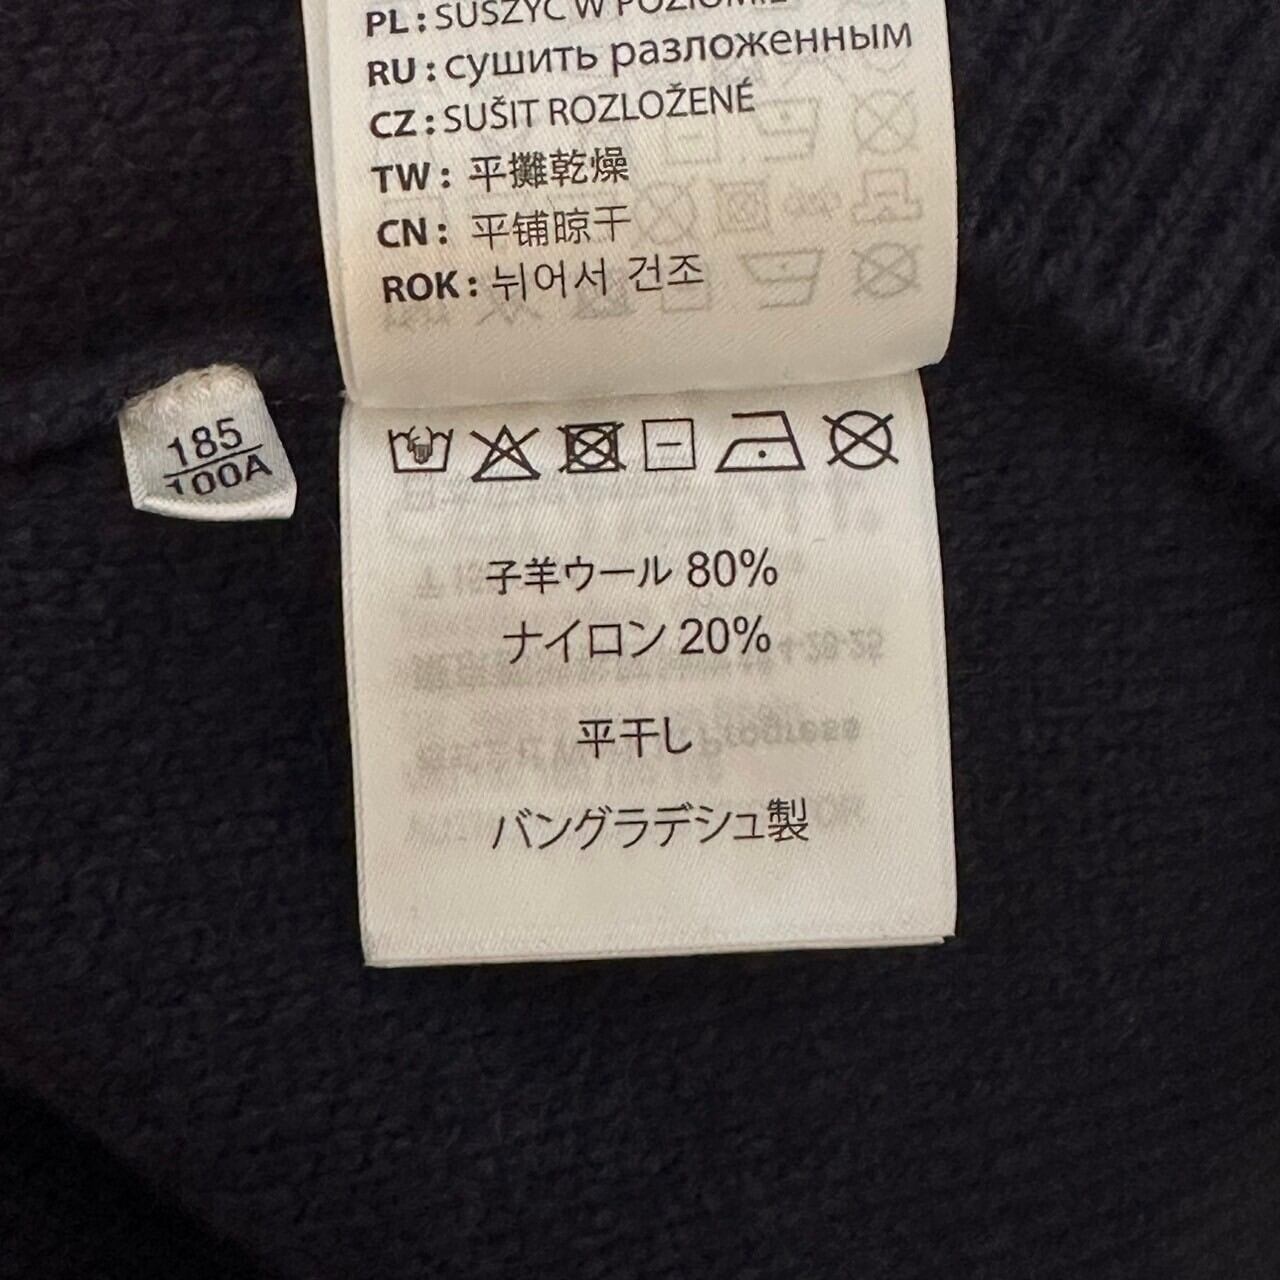 PL : SUSZYĆ W POZIOMIE
RU : сушить разложенным
CZ : SUŠIT ROZLOŽENÉ
TW : 平攤乾燥
CN : 平铺晾干
ROK : 뉘어서 건조
185
100A
子羊ウール 80%
ナイロン 20%
平干し
バングラデシュ製